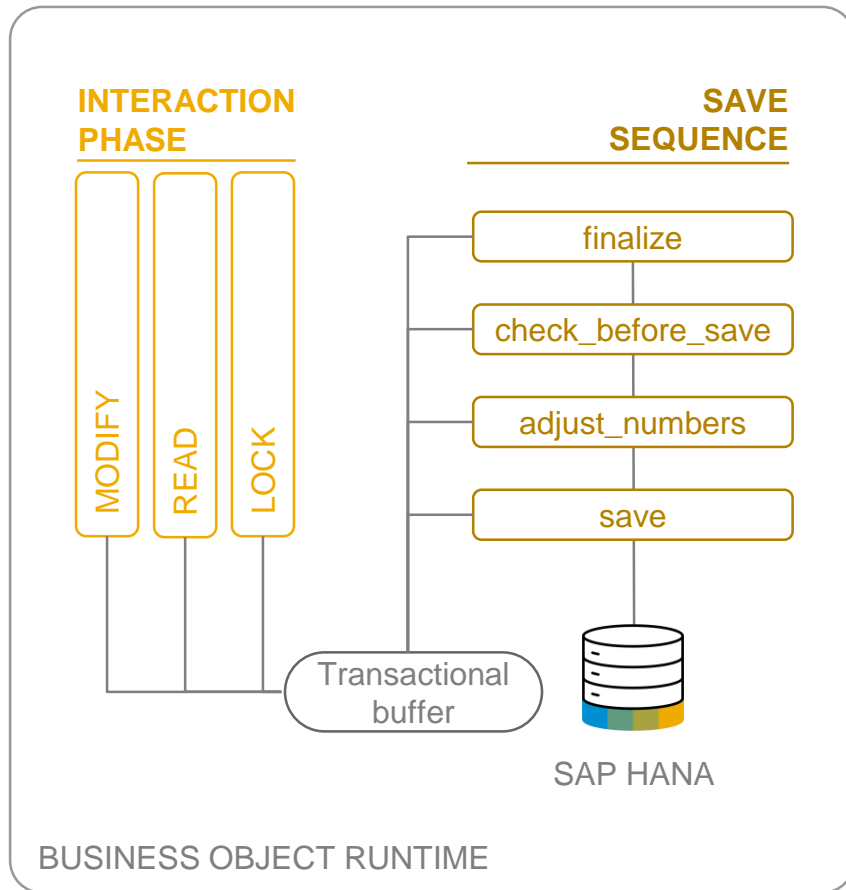 INTERACTION
PHASE
SAVE
SEQUENCE
MODIFY
READ
LOCK
finalize
check_before_save
adjust_numbers
save
Transactional
buffer
SAP HANA
BUSINESS OBJECT RUNTIME